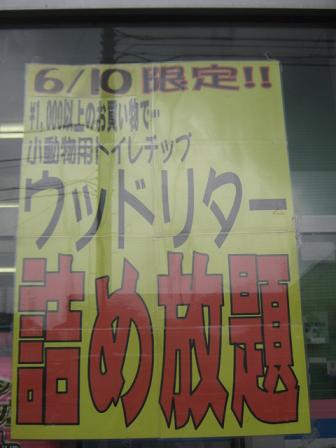 6/10 限定!!
¥1,000以上のお買い物で…
小動物用トイレチップ
ウッドリター
詰め放題